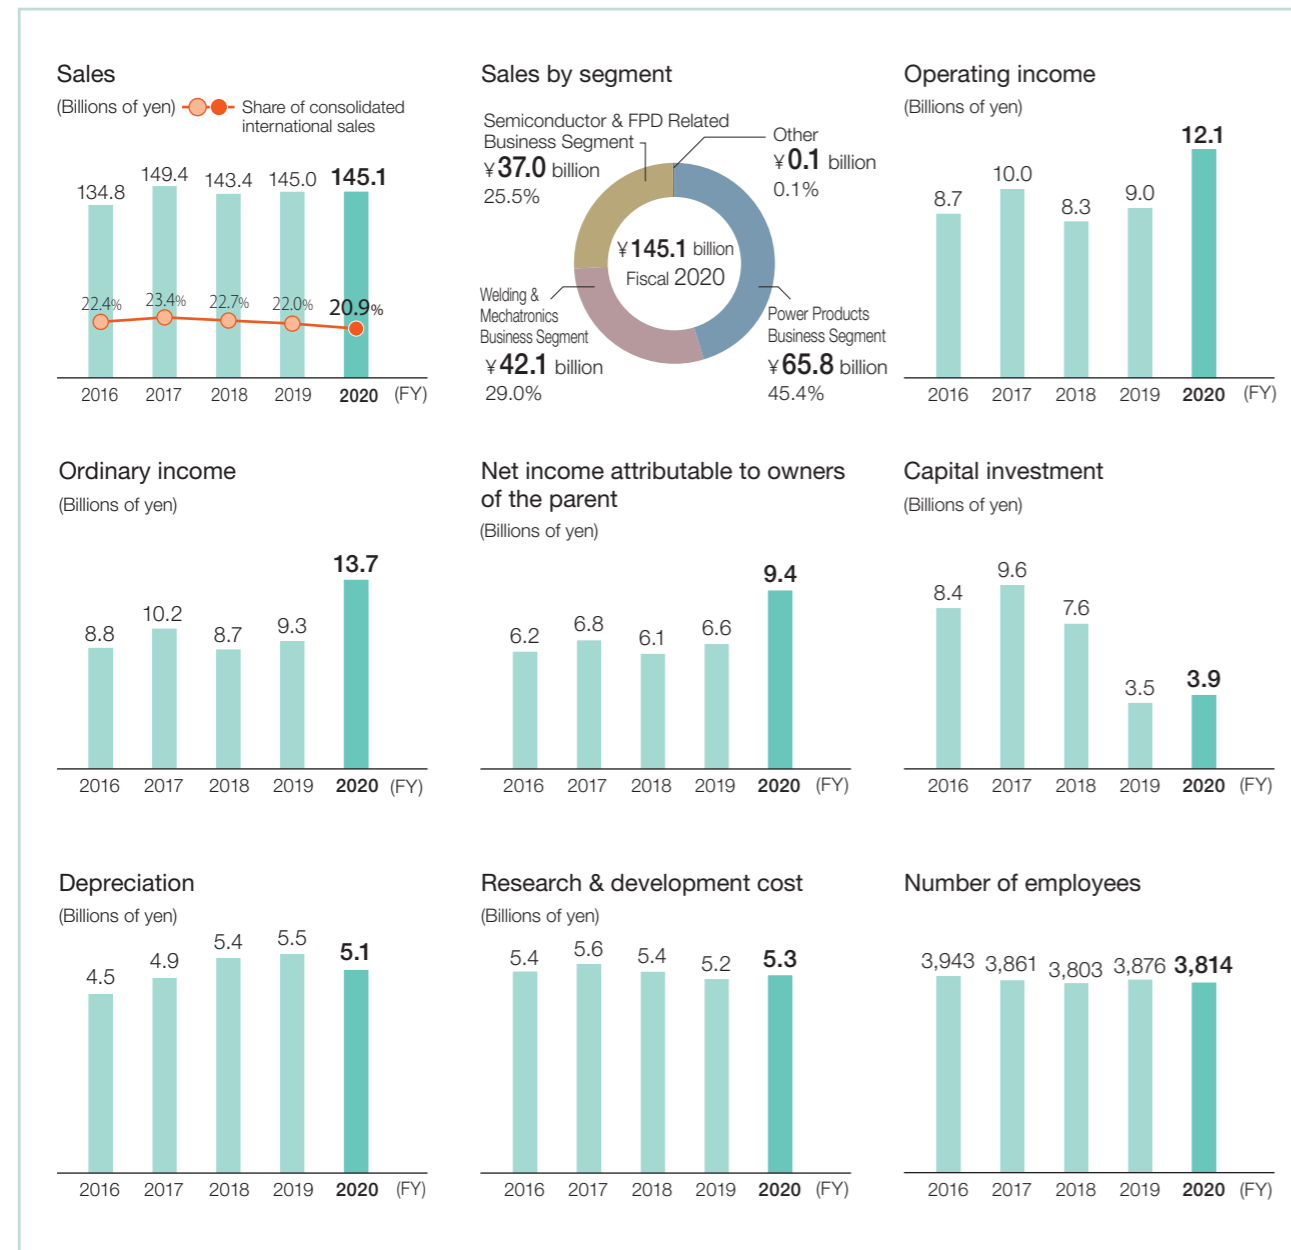 Sales
(Billions of yen) Share of consolidated
international sales
134.8 149.4 143.4 145.0 145.1
22.4% 23.4% 22.7% 22.0% 20.9%
2016 2017 2018 2019 2020 (FY)
Sales by segment
Semiconductor & FPD Related
Business Segment
¥37.0 billion
25.5%
Other
¥0.1 billion
0.1%
¥145.1 billion
Fiscal 2020
Welding &
Mechatronics
Business Segment
¥42.1 billion
29.0%
Power Products
Business Segment
¥65.8 billion
45.4%
Operating income
(Billions of yen)
8.7 10.0 8.3 9.0 12.1
2016 2017 2018 2019 2020 (FY)
Ordinary income
(Billions of yen)
8.8 10.2 8.7 9.3 13.7
2016 2017 2018 2019 2020 (FY)
Net income attributable to owners
of the parent
(Billions of yen)
6.2 6.8 6.1 6.6 9.4
2016 2017 2018 2019 2020 (FY)
Capital investment
(Billions of yen)
8.4 9.6 7.6 3.5 3.9
2016 2017 2018 2019 2020 (FY)
Depreciation
(Billions of yen)
4.5 4.9 5.4 5.5 5.1
2016 2017 2018 2019 2020 (FY)
Research & development cost
(Billions of yen)
5.4 5.6 5.4 5.2 5.3
2016 2017 2018 2019 2020 (FY)
Number of employees
3,943 3,861 3,803 3,876 3,814
2016 2017 2018 2019 2020 (FY)